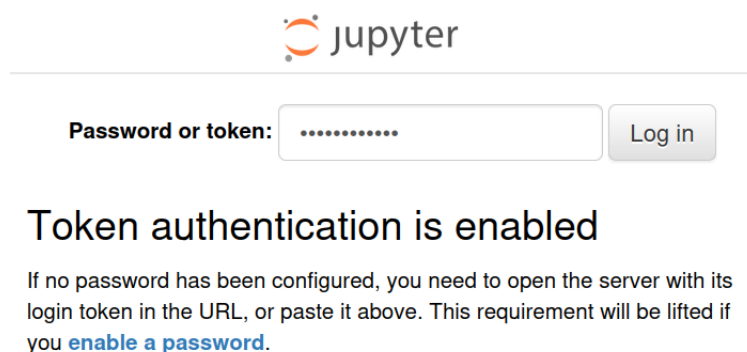 jupyter
Password or token: •••••••••••• Log in
Token authentication is enabled
If no password has been configured, you need to open the server with its
login token in the URL, or paste it above. This requirement will be lifted if
you enable a password.